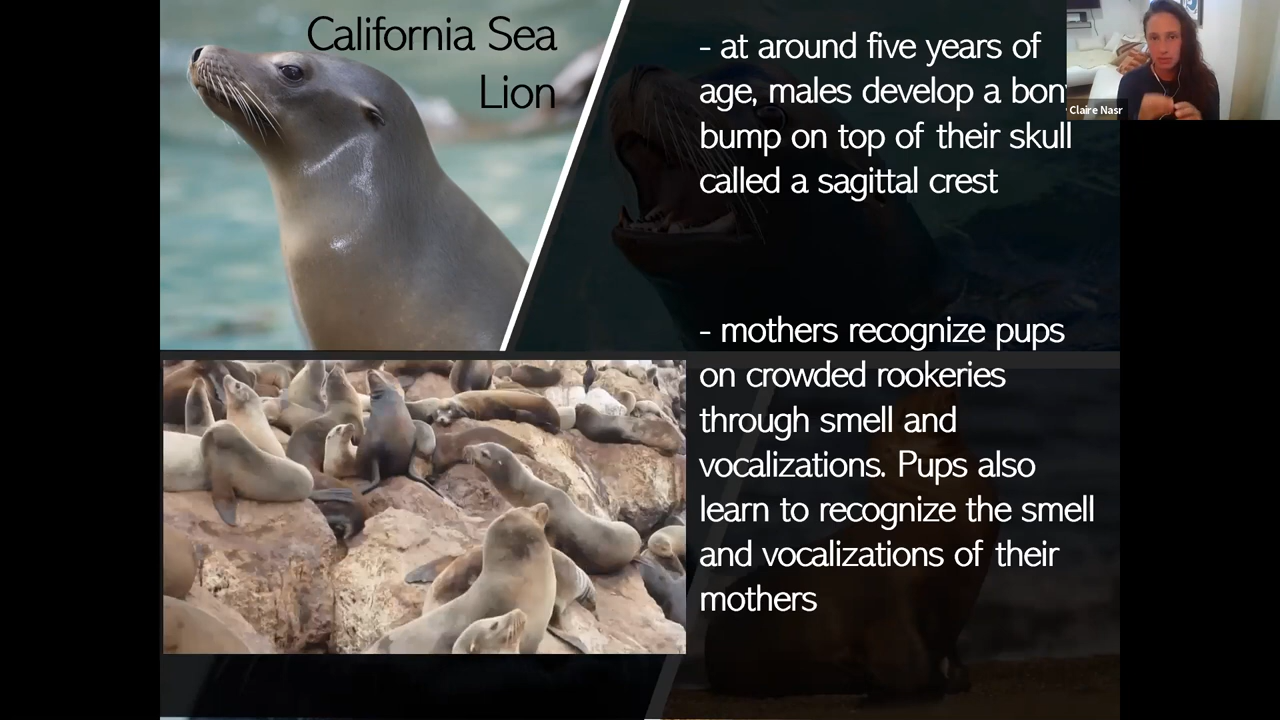 California Sea
Lion
- at around five years of
age, males develop a bon
bump on top of their skull
called a sagittal crest
Claire Nasr
- mothers recognize pups
on crowded rookeries
through smell and
vocalizations. Pups also
learn to recognize the smell
and vocalizations of their
mothers